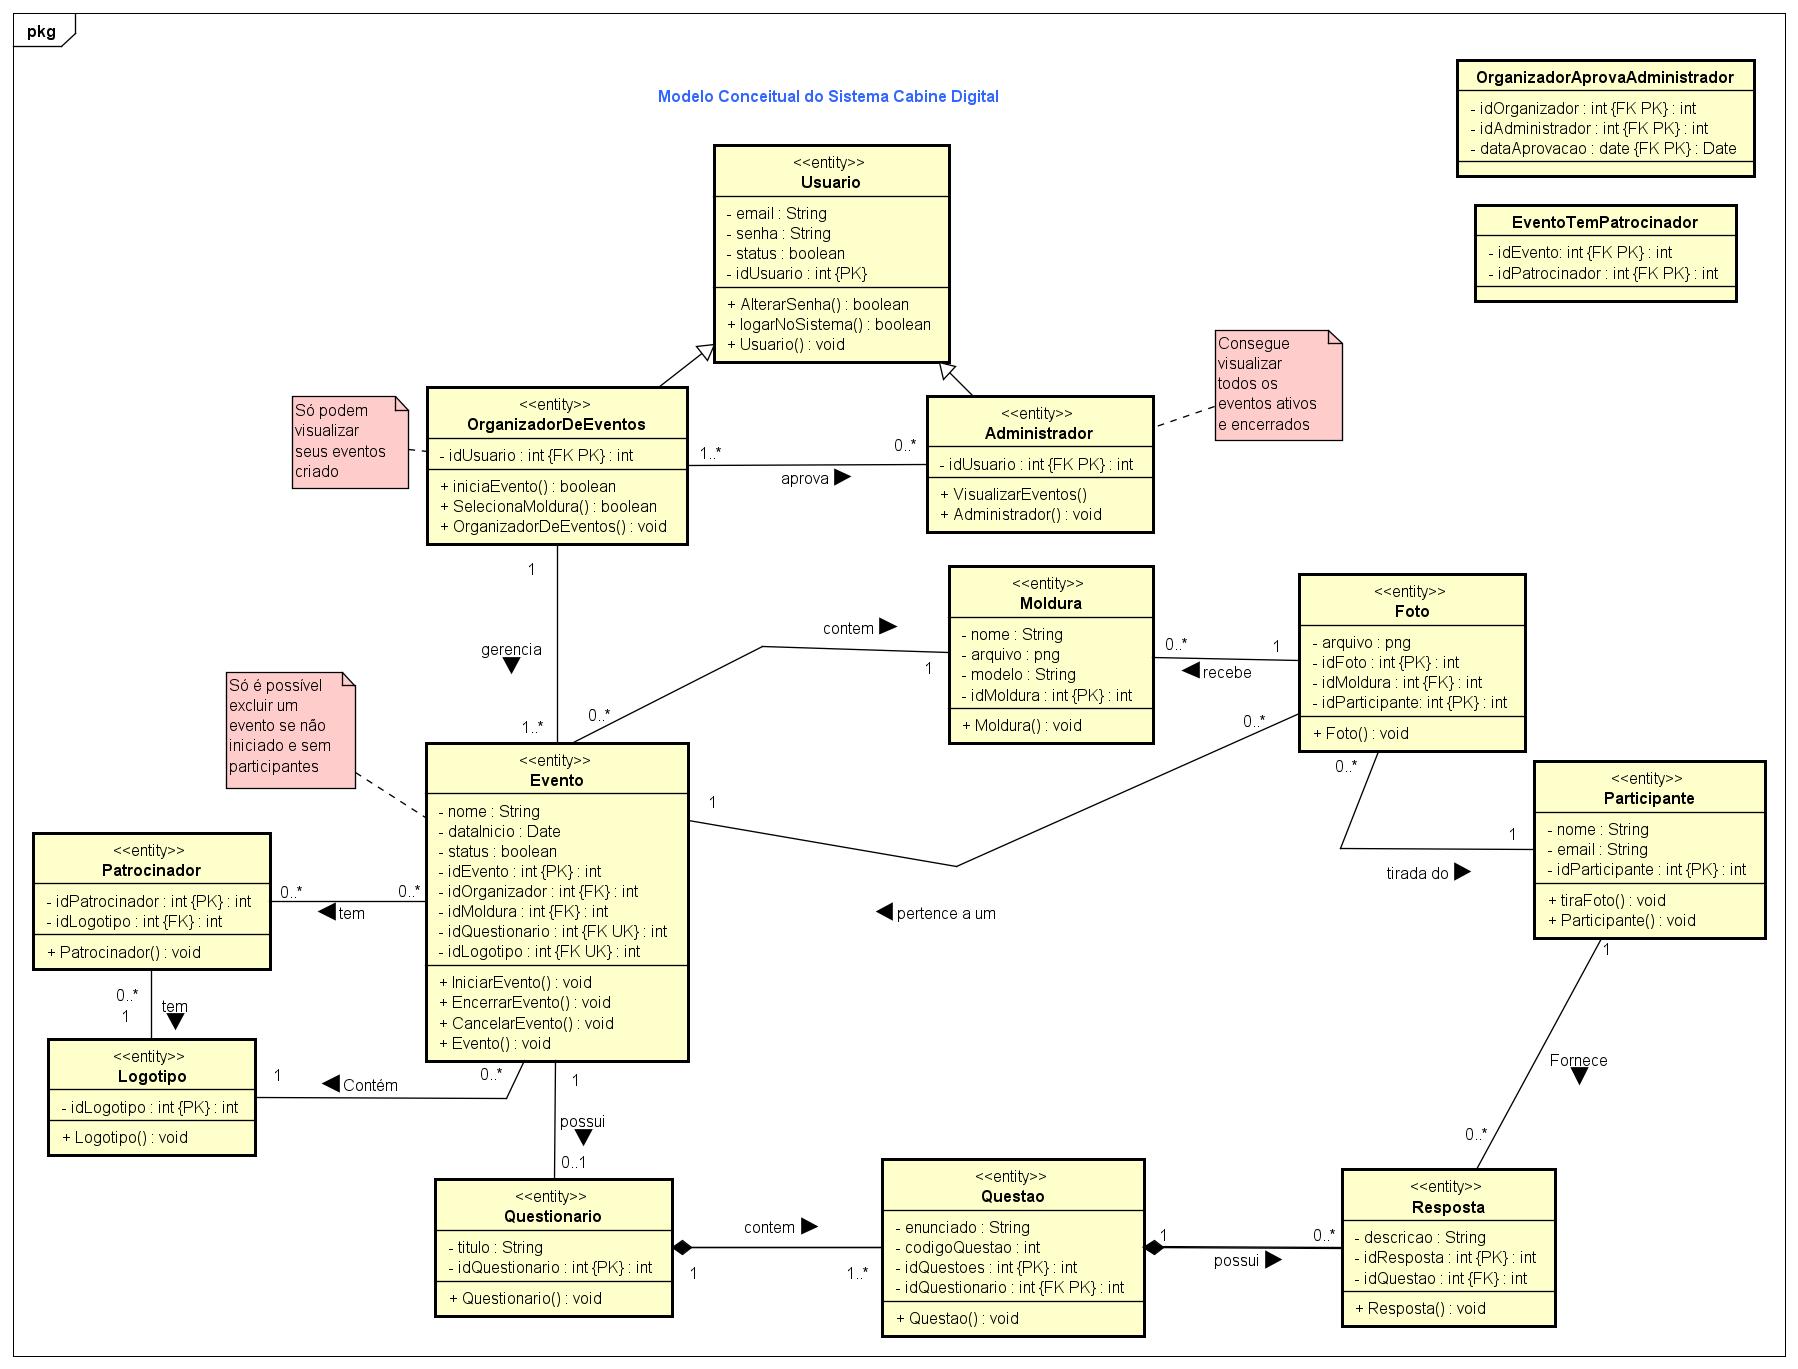 pkg
Modelo Conceitual do Sistema Cabine Digital
OrganizadorAprovaAdministrador
- idOrganizador : int {FK PK} : int
- idAdministrador : int {FK PK} : int
- dataAprovacao : date {FK PK} : Date
EventoTemPatrocinador
- idEvento: int {FK PK} : int
- idPatrocinador : int {FK PK} : int
<<entity>>
Usuario
- email : String
- senha : String
- status : boolean
- idUsuario : int {PK}
+ AlterarSenha() : boolean
+ logarNoSistema() : boolean
+ Usuario() : void
Consegue
visualizar
todos os
eventos ativos
e encerrados
Só podem
visualizar
seus eventos
criado
<<entity>>
OrganizadorDeEventos
- idUsuario : int {FK PK} : int
+ iniciaEvento() : boolean
+ SelecionaMoldura() : boolean
+ OrganizadorDeEventos() : void
1..*
0..*
aprova
<<entity>>
Administrador
- idUsuario : int {FK PK} : int
+ VisualizarEventos()
+ Administrador() : void
1
gerencia
1..*
contem
0..*
1
<<entity>>
Moldura
- nome : String
- arquivo : png
- modelo : String
- idMoldura : int {PK} : int
+ Moldura() : void
0..*
1
recebe
<<entity>>
Foto
- arquivo : png
- idFoto : int {PK} : int
- idMoldura : int {FK} : int
- idParticipante: int {PK} : int
+ Foto() : void
0..*
1
pertence a um
0..*
1
tirada do
<<entity>>
Participante
- nome : String
- email : String
- idParticipante : int {PK} : int
+ tiraFoto() : void
+ Participante() : void
Só é possível
excluir um
evento se não
iniciado e sem
participantes
<<entity>>
Evento
- nome : String
- dataInicio : Date
- status : boolean
- idEvento : int {PK} : int
- idOrganizador : int {FK} : int
- idMoldura : int {FK} : int
- idQuestionario : int {FK UK} : int
- idLogotipo : int {FK UK} : int
+ IniciarEvento() : void
+ EncerrarEvento() : void
+ CancelarEvento() : void
+ Evento() : void
<<entity>>
Patrocinador
- idPatrocinador : int {PK} : int
- idLogotipo : int {FK} : int
+ Patrocinador() : void
0..*
0..*
tem
0..*
1
tem
<<entity>>
Logotipo
- idLogotipo : int {PK} : int
+ Logotipo() : void
1
Contém
0..*
1
possui
0..1
1
Fornece
0..*
<<entity>>
Questionario
- titulo : String
- idQuestionario : int {PK} : int
+ Questionario() : void
contem
1
1..*
<<entity>>
Questao
- enunciado : String
- codigoQuestao : int
- idQuestoes : int {PK} : int
- idQuestionario : int {FK PK} : int
+ Questao() : void
1
0..*
possui
<<entity>>
Resposta
- descricao : String
- idResposta : int {PK} : int
- idQuestao : int {FK} : int
+ Resposta() : void